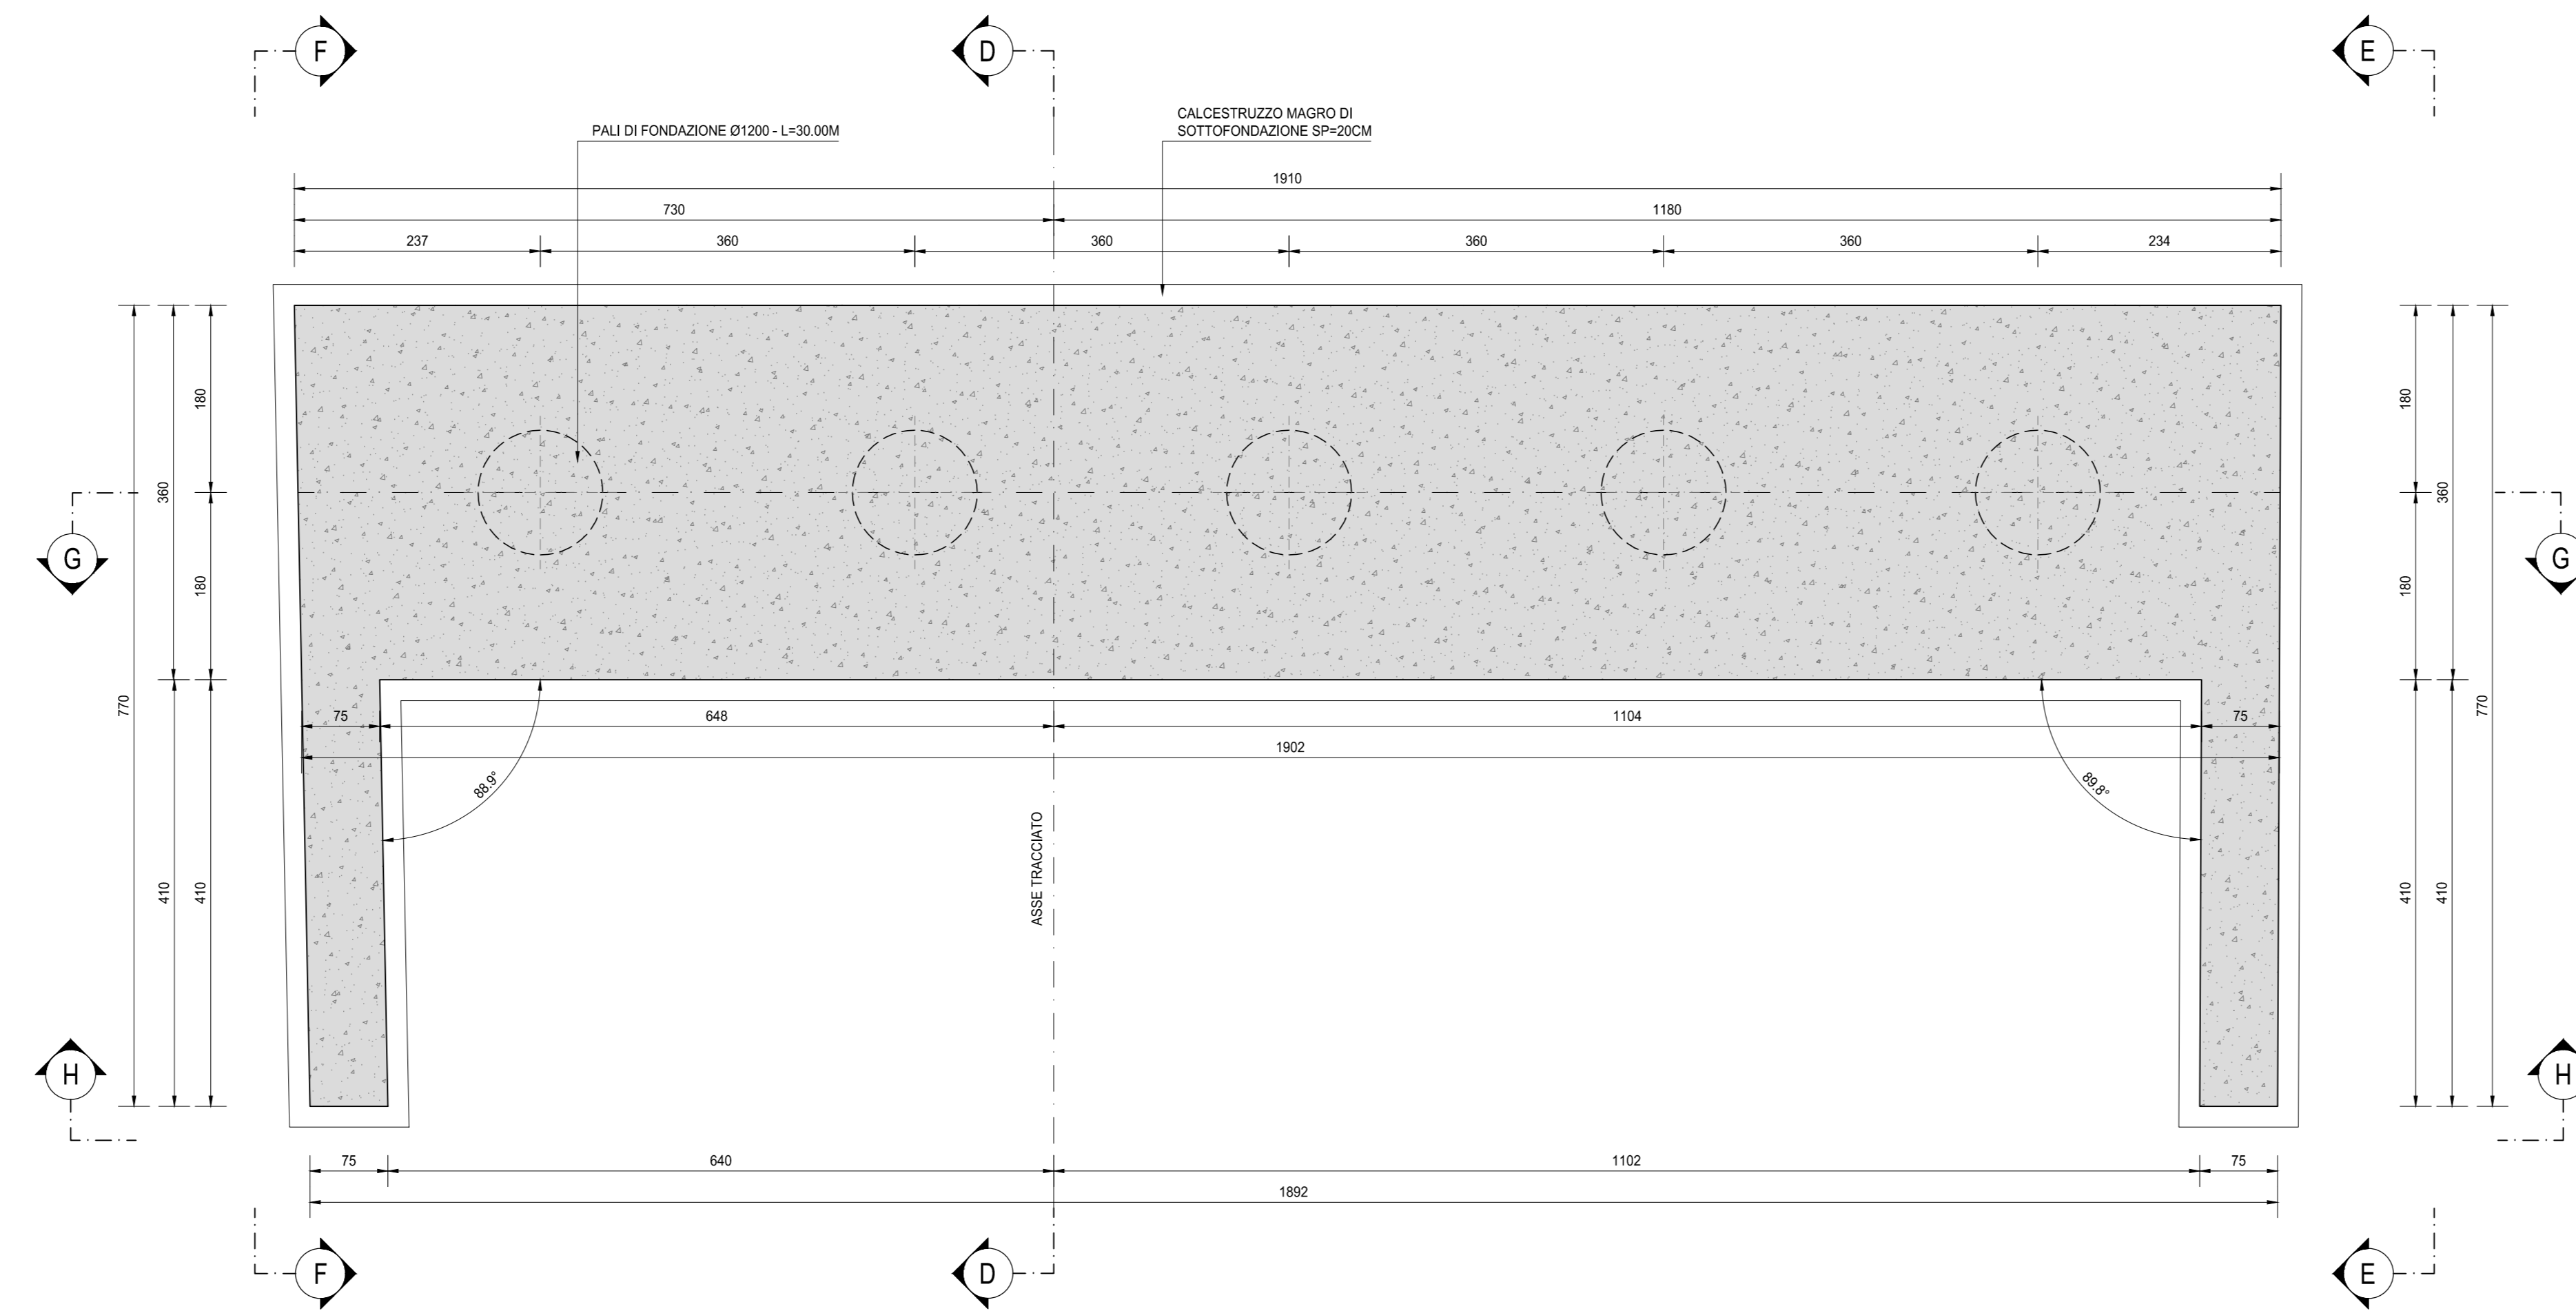 F
D
E
CALCESTRUZZO MAGRO DI
SOTTOFONDAZIONE SP=20CM
PALI DI FONDAZIONE Ø1200 - L=30.00M
1910
730
1180
237
360
360
360
360
234
180
180
360
360
G
G
180
180
75
648
1104
75
770
770
1902
88.9°
89.8°
ASSE TRACCIATO
410
410
410
410
H
H
75
640
1102
75
1892
F
D
E